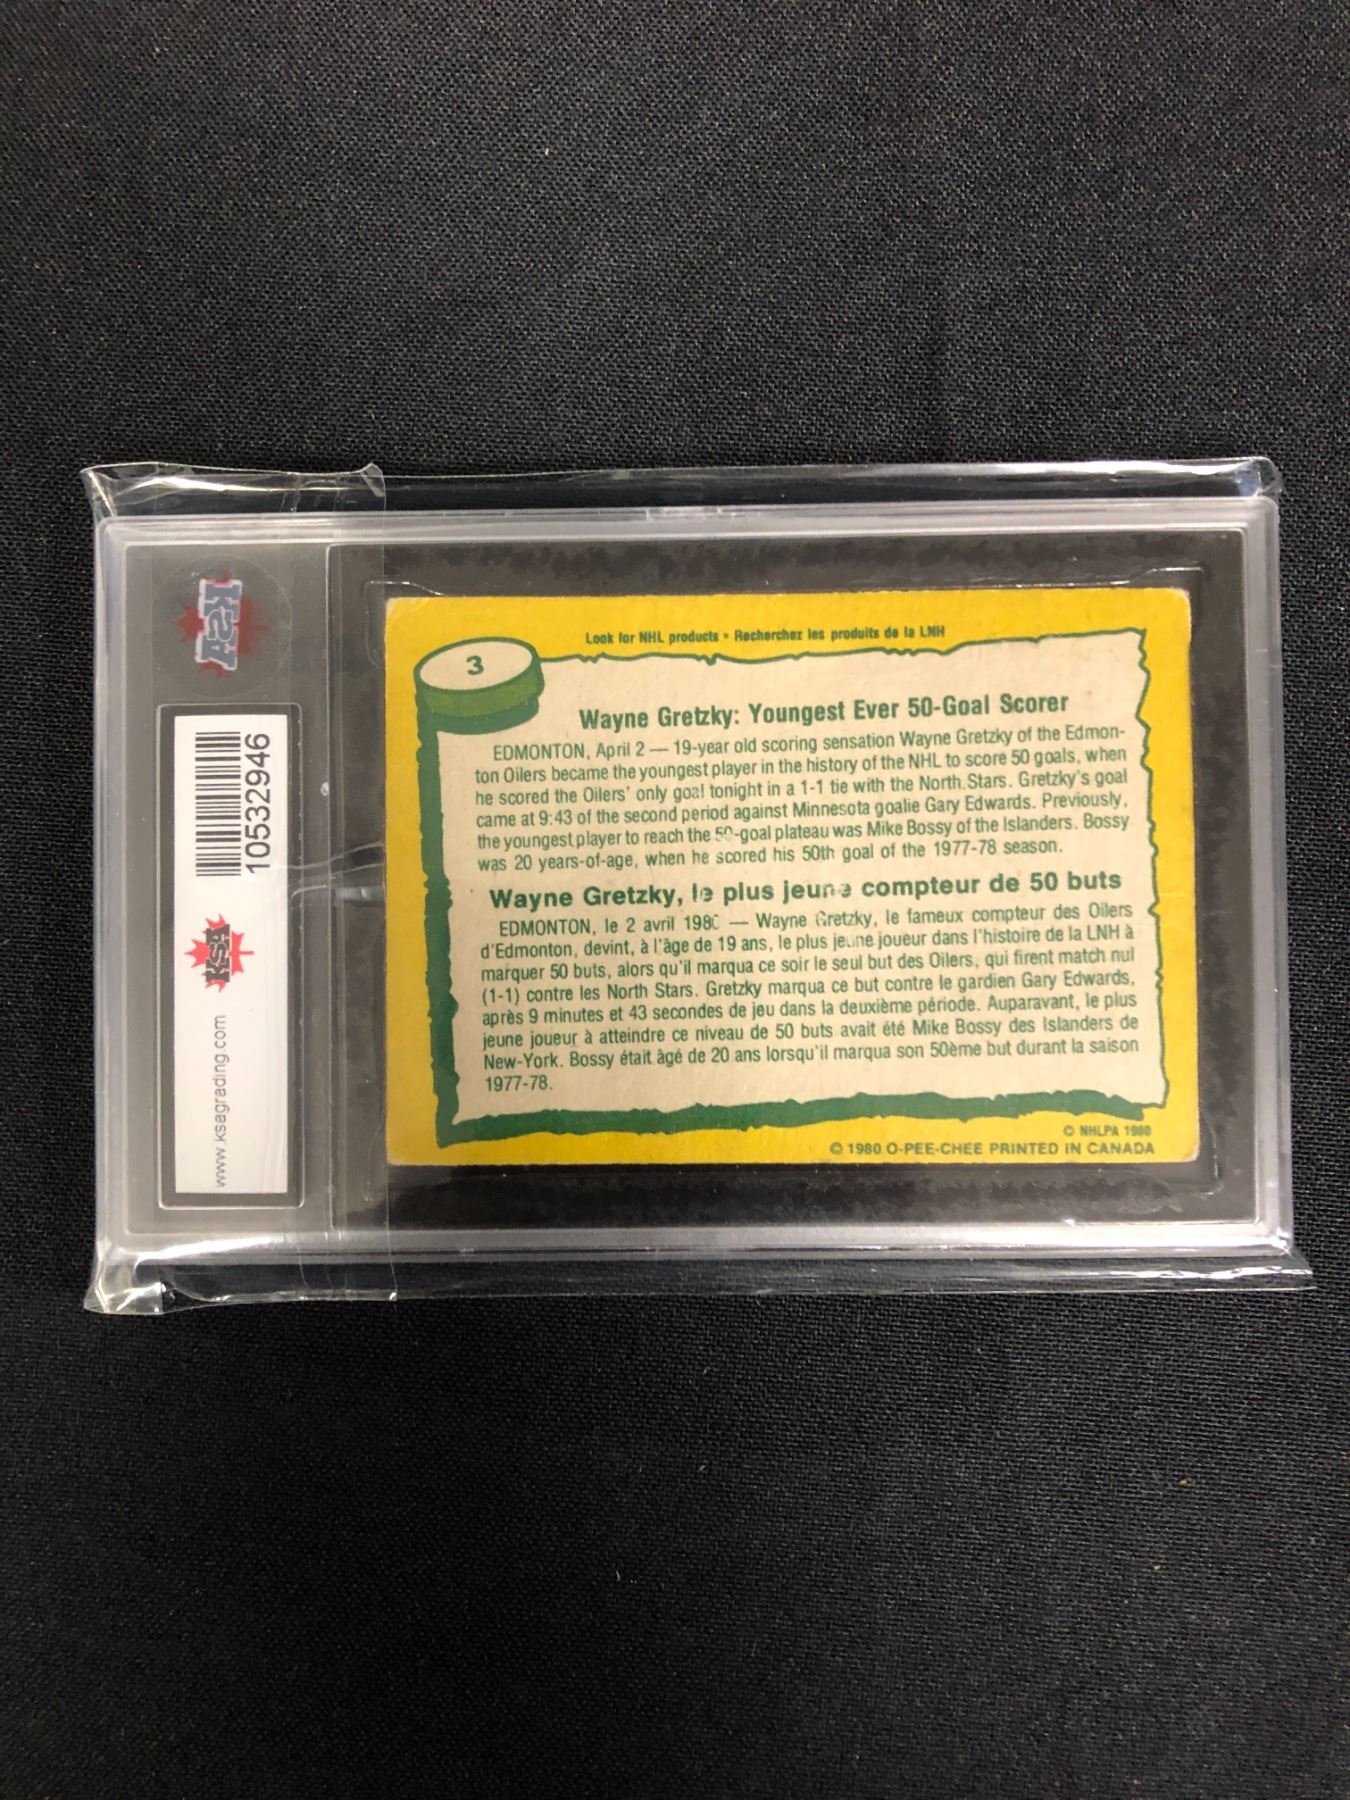 KSA
10532946
KSA
www.ksagrading.com
Look for NHL products • Recherchez les produits de la LNH
3
Wayne Gretzky: Youngest Ever 50-Goal Scorer
EDMONTON, April 2 — 19-year old scoring sensation Wayne Gretzky of the Edmon-
ton Oilers became the youngest player in the history of the NHL to score 50 goals, when
he scored the Oilers' only goal tonight in a 1-1 tie with the North Stars. Gretzky's goal
came at 9:43 of the second period against Minnesota goalie Gary Edwards. Previously,
the youngest player to reach the 50-goal plateau was Mike Bossy of the Islanders. Bossy
was 20 years-of-age, when he scored his 50th goal of the 1977-78 season.
Wayne Gretzky, le plus jeune compteur de 50 buts
EDMONTON, le 2 avril 1980 — Wayne Gretzky, le fameux compteur des Oilers
d'Edmonton, devint, à l'âge de 19 ans, le plus jeune joueur dans l'histoire de la LNH à
marquer 50 buts, alors qu'il marqua ce soir le seul but des Oilers, qui firent match nul
(1-1) contre les North Stars. Gretzky marqua ce but contre le gardien Gary Edwards,
après 9 minutes et 43 secondes de jeu dans la deuxième période. Auparavant, le plus
jeune joueur à atteindre ce niveau de 50 buts avait été Mike Bossy des Islanders de
New-York. Bossy était âgé de 20 ans lorsqu'il marqua son 50ème but durant la saison
1977-78.
© NHLPA 1980
© 1980 O-PEE-CHEE PRINTED IN CANADA